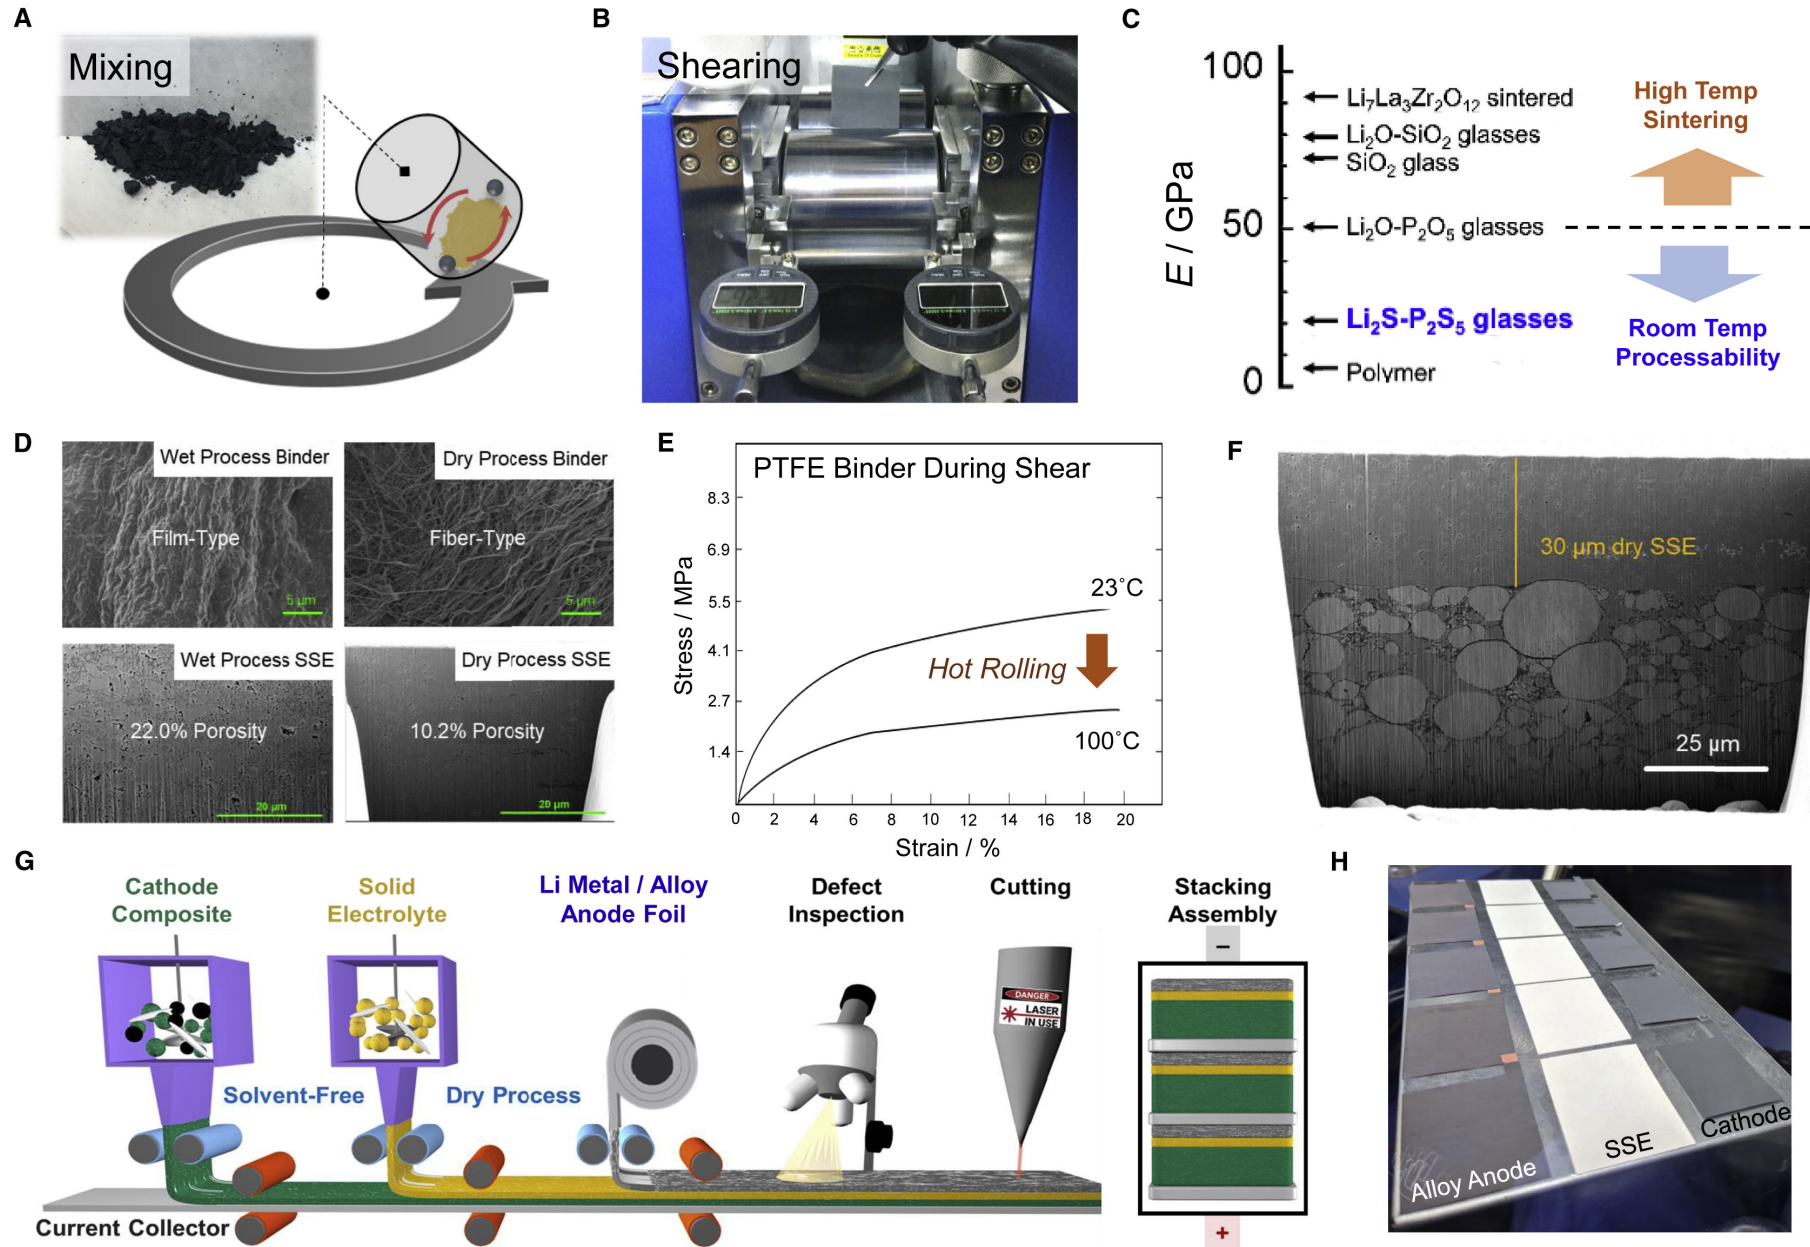 A
Mixing
B
Shearing
C
100
50
0
E / GPa
Li₇La₃Zr₂O₁₂ sintered
Li₂O-SiO₂ glasses
SiO₂ glass
Li₂O-P₂O₅ glasses
Li₂S-P₂S₅ glasses
Polymer
High Temp
Sintering
Room Temp
Processability
D
Wet Process Binder
Film-Type
5 µm
Dry Process Binder
Fiber-Type
5 µm
Wet Process SSE
22.0% Porosity
20 µm
Dry Process SSE
10.2% Porosity
20 µm
E
PTFE Binder During Shear
8.3
6.9
5.5
4.1
2.7
1.4
Stress / MPa
23˚C
Hot Rolling
100˚C
0 2 4 6 8 10 12 14 16 18 20
Strain / %
F
30 µm dry SSE
25 µm
G
Cathode
Composite
Solid
Electrolyte
Li Metal / Alloy
Anode Foil
Defect
Inspection
Cutting
Stacking
Assembly
−
DANGER
LASER
IN USE
Solvent-Free
Dry Process
Current Collector
+
H
Alloy Anode
SSE
Cathode